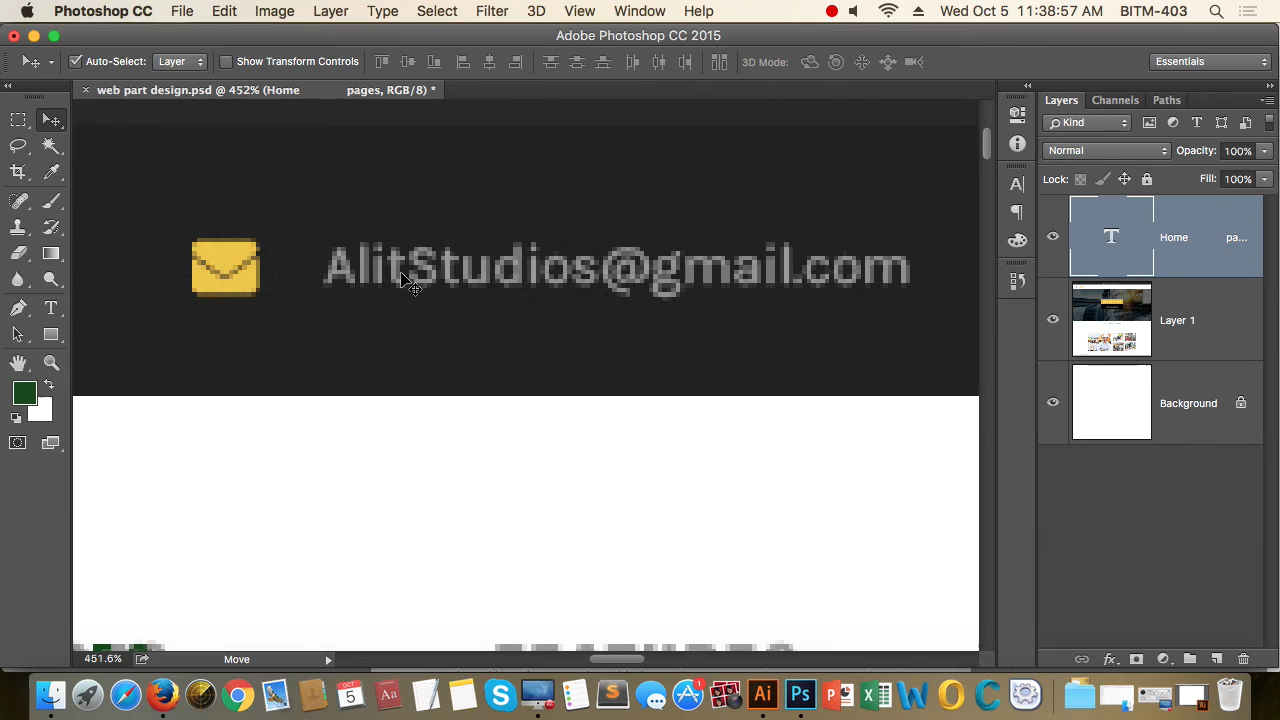 Photoshop CC File Edit Image Layer Type Select Filter 3D View Window Help Wed Oct 5 11:38:57 AM BITM-403
Adobe Photoshop CC 2015
Auto-Select: Layer Show Transform Controls 3D Mode: Essentials
web part design.psd @ 452% (Home pages, RGB/8) *
Layers Channels Paths
Kind
Normal Opacity: 100%
Lock: Fill: 100%
T Home pa...
AlitStudios@gmail.com
Layer 1
Background
451.6% Move